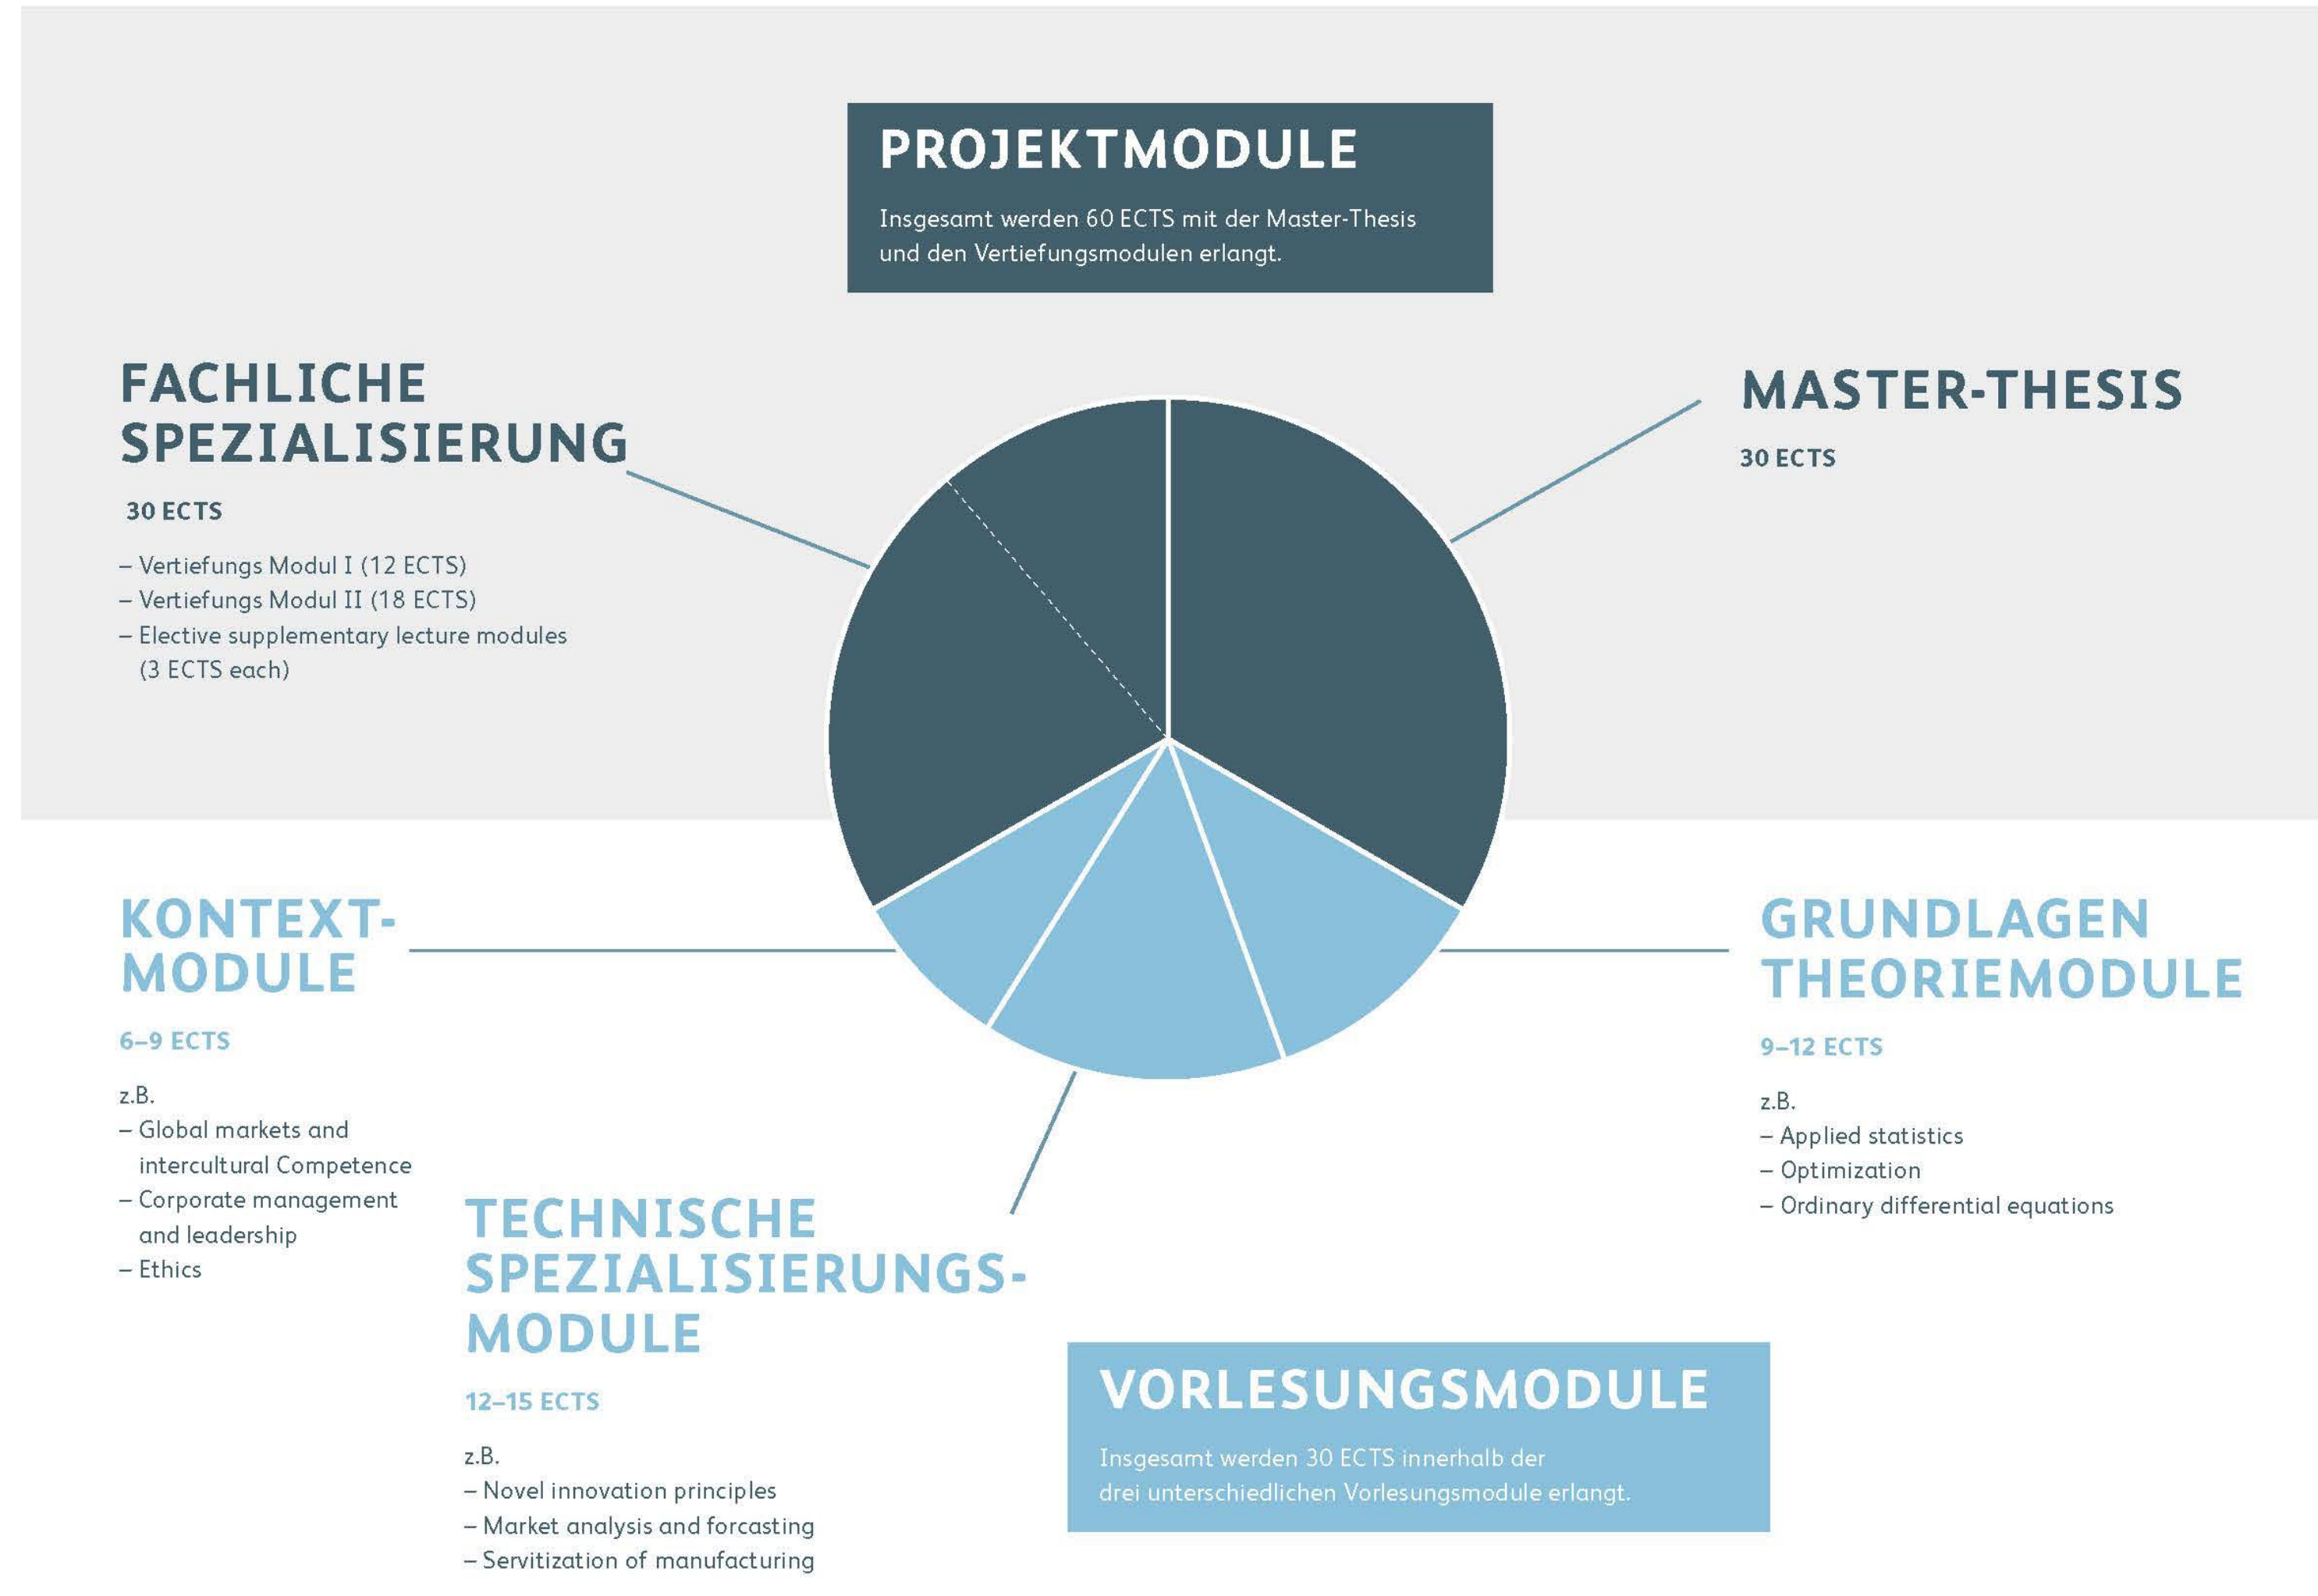 PROJEKTMODULE
Insgesamt werden 60 ECTS mit der Master-Thesis
und den Vertiefungsmodulen erlangt.
FACHLICHE
SPEZIALISIERUNG
30 ECTS
– Vertiefungs Modul I (12 ECTS)
– Vertiefungs Modul II (18 ECTS)
– Elective supplementary lecture modules
(3 ECTS each)
MASTER-THESIS
30 ECTS
KONTEXT-
MODULE
6–9 ECTS
z.B.
– Global markets and
intercultural Competence
– Corporate management
and leadership
– Ethics
GRUNDLAGEN
THEORIEMODULE
9–12 ECTS
z.B.
– Applied statistics
– Optimization
– Ordinary differential equations
TECHNISCHE
SPEZIALISIERUNGS-
MODULE
12–15 ECTS
z.B.
– Novel innovation principles
– Market analysis and forcasting
– Servitization of manufacturing
VORLESUNGSMODULE
Insgesamt werden 30 ECTS innerhalb der
drei unterschiedlichen Vorlesungsmodule erlangt.